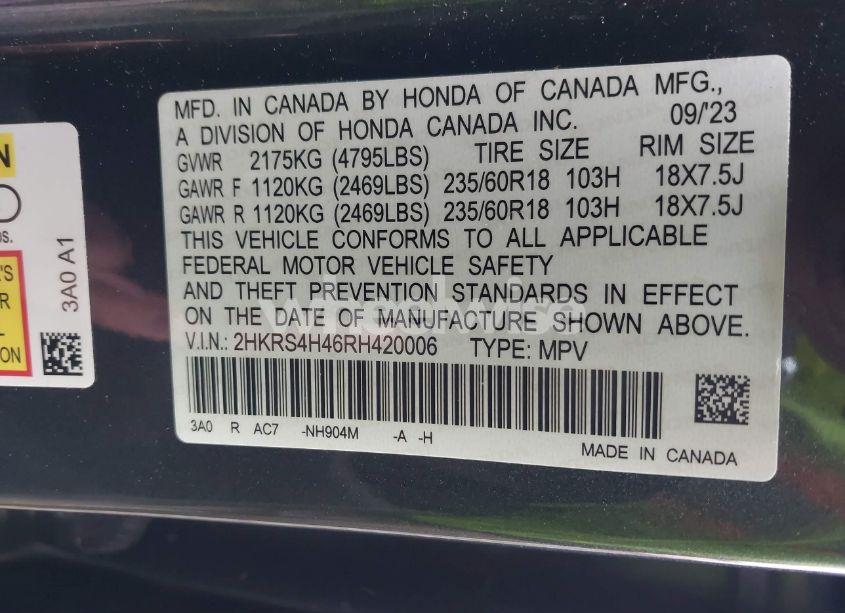 MFD. IN CANADA BY HONDA OF CANADA MFG.,
A DIVISION OF HONDA CANADA INC. 09/'23
GVWR 2175KG (4795LBS) TIRE SIZE RIM SIZE
GAWR F 1120KG (2469LBS) 235/60R18 103H 18X7.5J
GAWR R 1120KG (2469LBS) 235/60R18 103H 18X7.5J
THIS VEHICLE CONFORMS TO ALL APPLICABLE
FEDERAL MOTOR VEHICLE SAFETY
AND THEFT PREVENTION STANDARDS IN EFFECT
ON THE DATE OF MANUFACTURE SHOWN ABOVE.
V.I.N.: 2HKRS4H46RH420006 TYPE: MPV
3A0 R AC7 -NH904M -A -H
MADE IN CANADA
3A0 A1